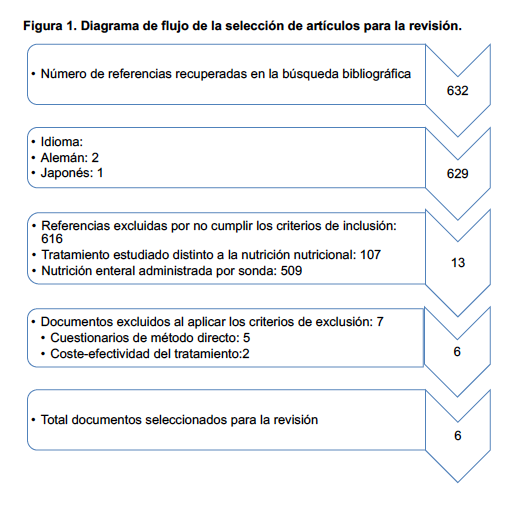 Figura 1. Diagrama de flujo de la selección de artículos para la revisión.
• Número de referencias recuperadas en la búsqueda bibliográfica
632
• Idioma:
• Alemán: 2
• Japonés: 1
629
• Referencias excluidas por no cumplir los criterios de inclusión:
616
• Tratamiento estudiado distinto a la nutrición nutricional: 107
• Nutrición enteral administrada por sonda: 509
13
• Documentos excluidos al aplicar los criterios de exclusión: 7
• Cuestionarios de método directo: 5
• Coste-efectividad del tratamiento:2
6
• Total documentos seleccionados para la revisión
6